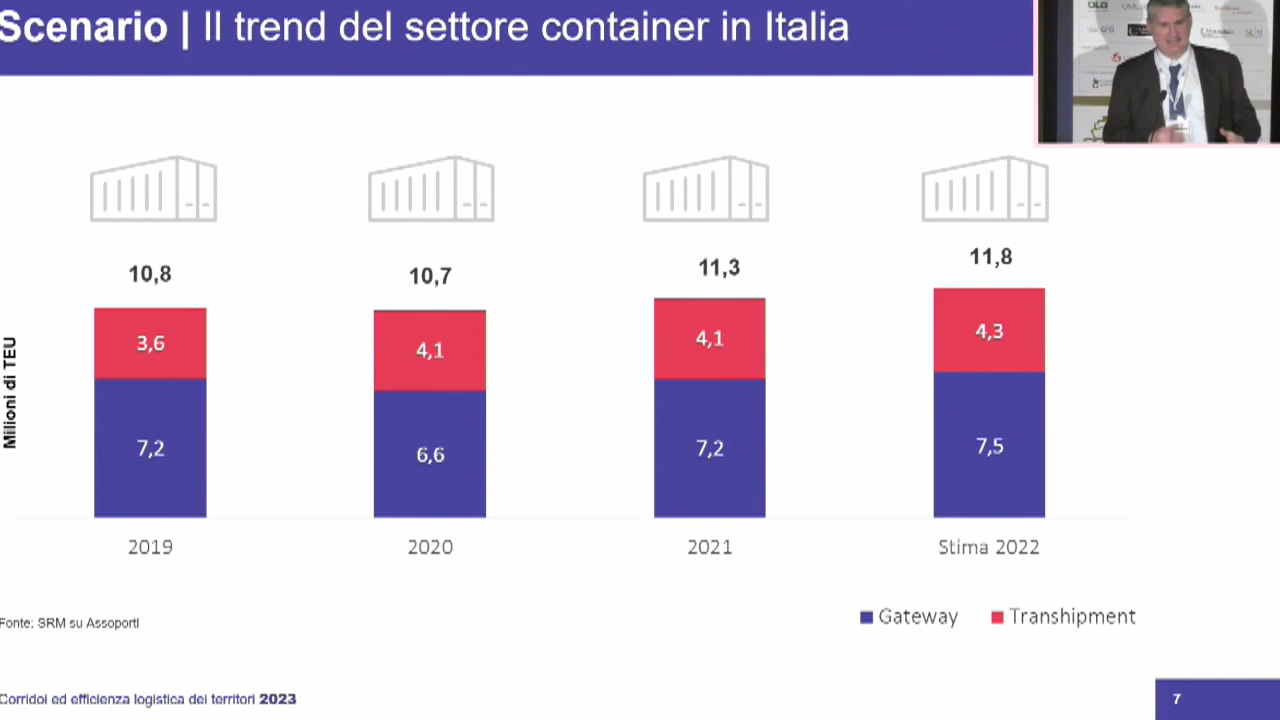 Scenario | Il trend del settore container in Italia
10,8
10,7
11,3
11,8
3,6
4,1
4,1
4,3
7,2
6,6
7,2
7,5
Milioni di TEU
2019
2020
2021
Stima 2022
Gateway
Transhipment
Fonte: SRM su Assoporti
Corridoi ed efficienza logistica dei territori 2023
7